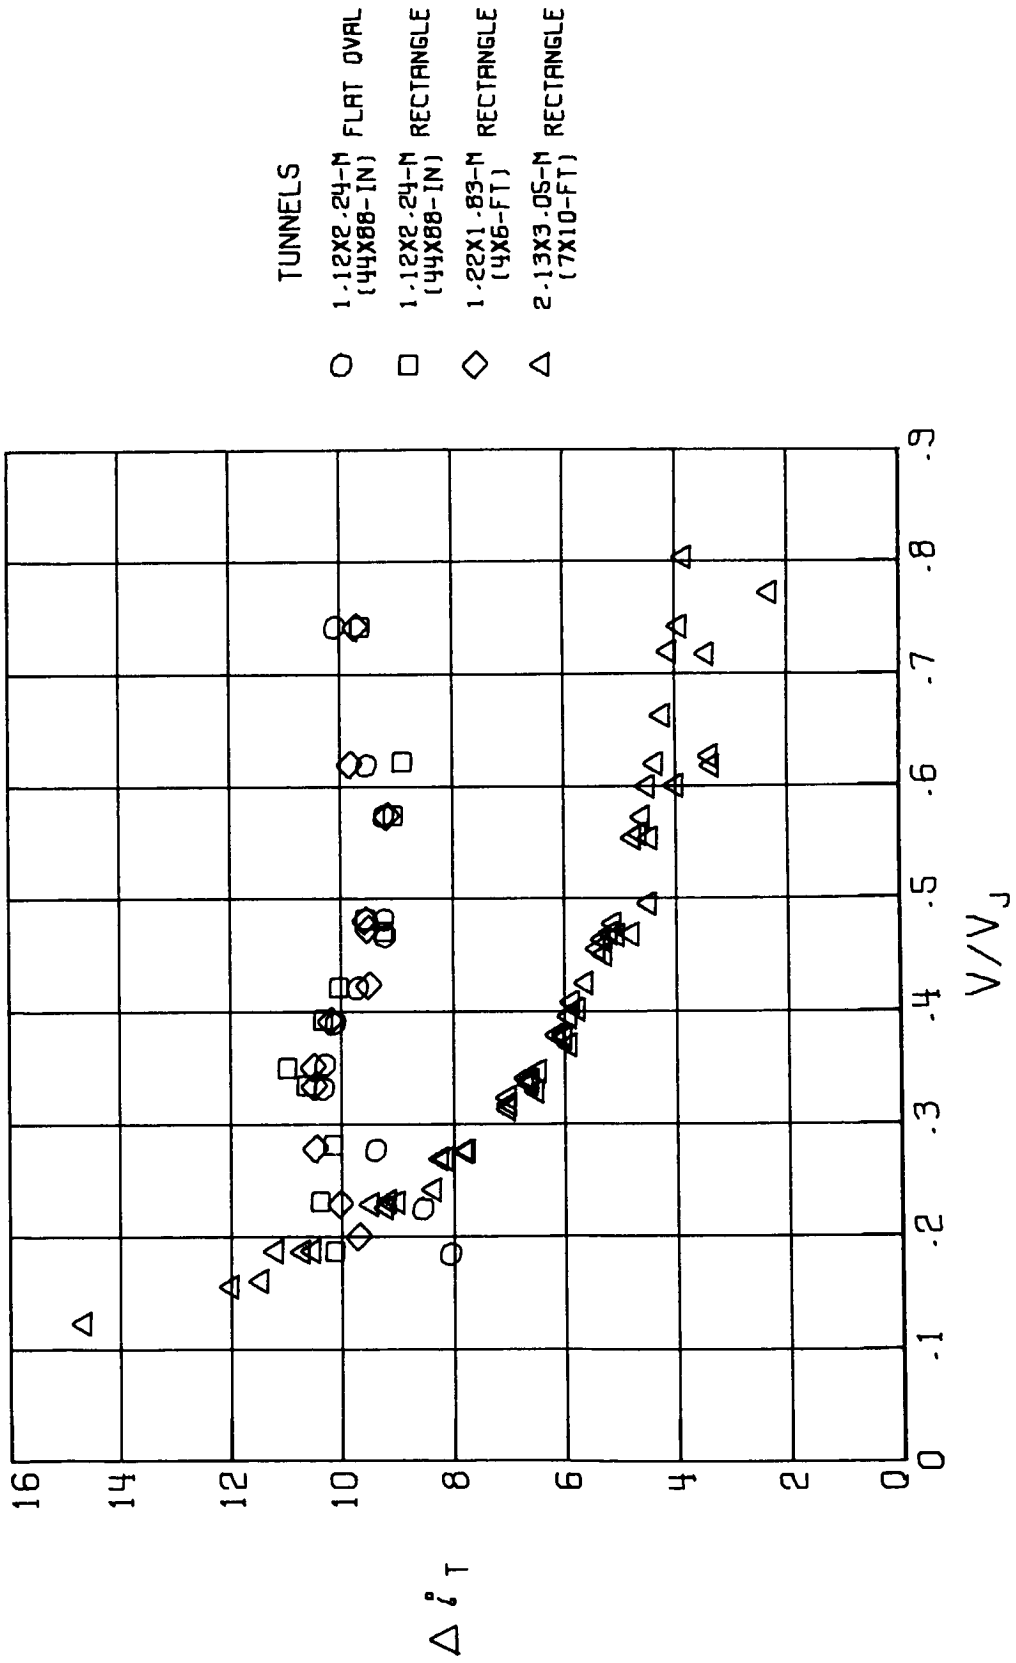 TUNNELS
1.12X2.24-M FLAT OVAL
(44X88-IN)
1.12X2.24-M RECTANGLE
(44X88-IN)
1.22X1.83-M RECTANGLE
(4X6-FT)
2.13X3.05-M RECTANGLE
(7X10-FT)
16
14
12
10
8
6
4
2
0
Δ i T
0 .1 .2 .3 .4 .5 .6 .7 .8 .9
V/VJ